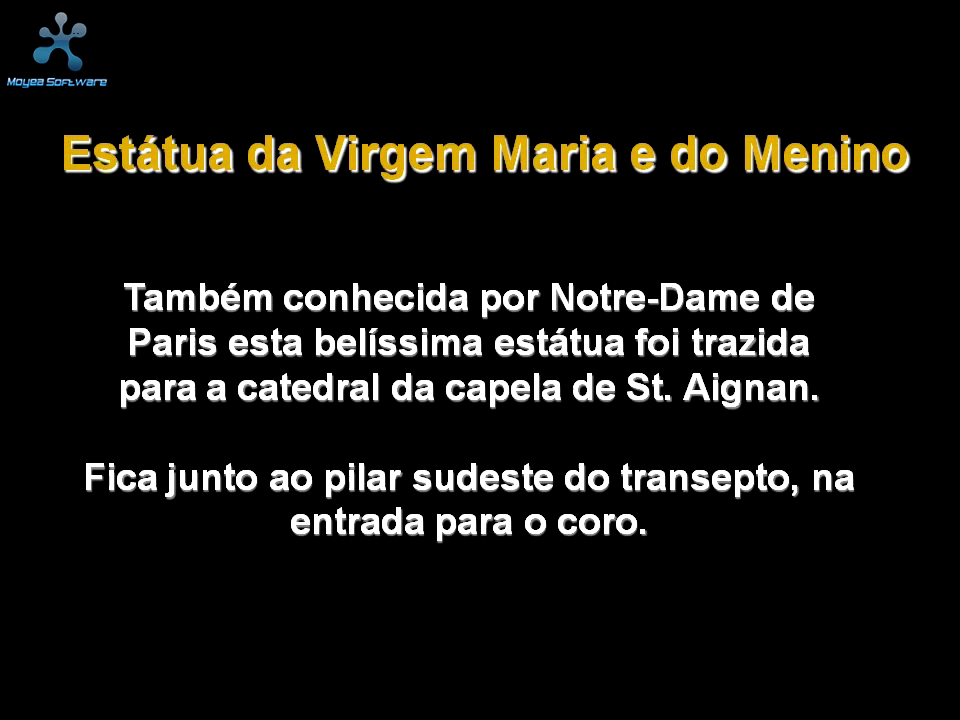 Moyea Software
Estátua da Virgem Maria e do Menino
Também conhecida por Notre-Dame de
Paris esta belíssima estátua foi trazida
para a catedral da capela de St. Aignan.
Fica junto ao pilar sudeste do transepto, na
entrada para o coro.